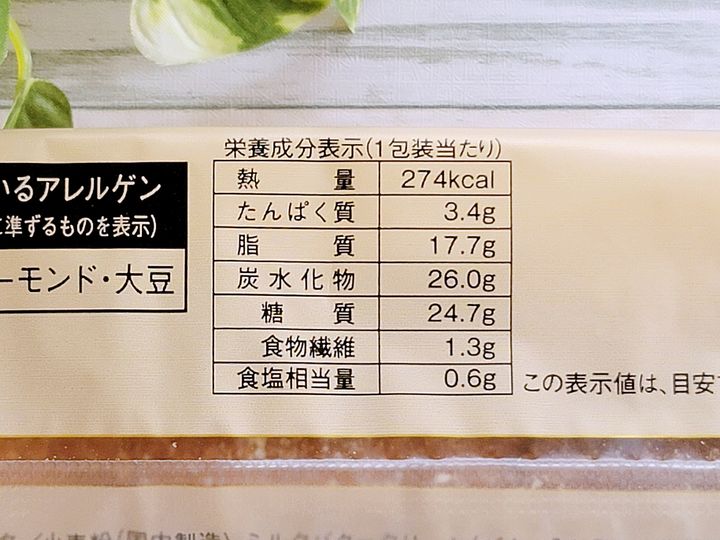 栄養成分表示(1包装当たり)
熱量 274kcal
たんぱく質 3.4g
脂質 17.7g
炭水化物 26.0g
糖質 24.7g
食物繊維 1.3g
食塩相当量 0.6g
いるアレルゲン
に準ずるものを表示)
ーモンド・大豆
この表示値は、目安